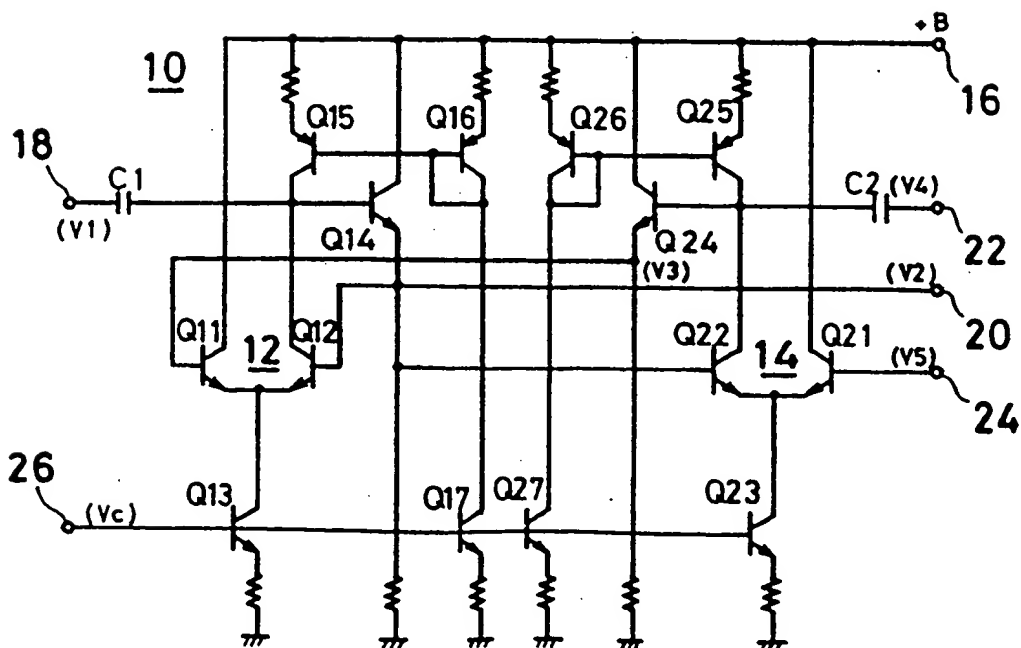 +B
10
16
Q15
Q16
Q26
Q25
18
C1
(V1)
C2
(V4)
22
Q14
Q24
(V3)
(V2)
20
Q11
12
Q12
Q22
14
Q21
(V5)
24
26
(Vc)
Q13
Q17
Q27
Q23